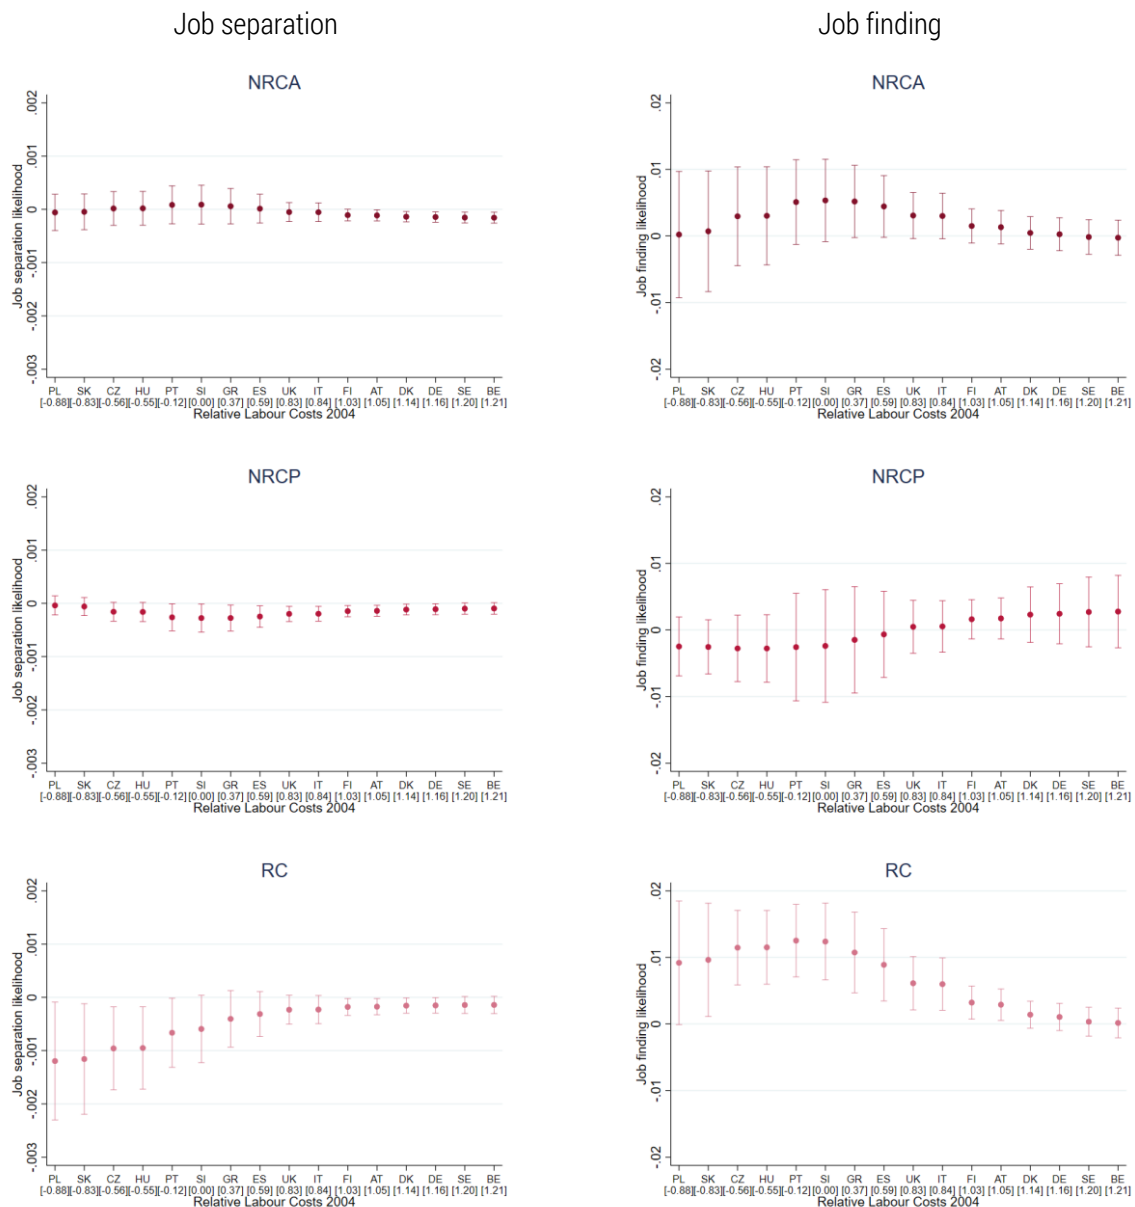 Job separation
Job finding
NRCA
Job separation likelihood
.002
.001
0
-.001
-.002
-.003
PL SK CZ HU PT SI GR ES UK IT FI AT DK DE SE BE
[-0.88][-0.83][-0.56][-0.55][-0.12] [0.00] [0.37] [0.59] [0.83] [0.84] [1.03] [1.05] [1.14] [1.16] [1.20] [1.21]
Relative Labour Costs 2004
NRCA
Job finding likelihood
.02
.01
0
-.01
-.02
PL SK CZ HU PT SI GR ES UK IT FI AT DK DE SE BE
[-0.88][-0.83][-0.56][-0.55][-0.12] [0.00] [0.37] [0.59] [0.83] [0.84] [1.03] [1.05] [1.14] [1.16] [1.20] [1.21]
Relative Labour Costs 2004
NRCP
Job separation likelihood
.002
.001
0
-.001
-.002
-.003
PL SK CZ HU PT SI GR ES UK IT FI AT DK DE SE BE
[-0.88][-0.83][-0.56][-0.55][-0.12] [0.00] [0.37] [0.59] [0.83] [0.84] [1.03] [1.05] [1.14] [1.16] [1.20] [1.21]
Relative Labour Costs 2004
NRCP
Job finding likelihood
.02
.01
0
-.01
-.02
PL SK CZ HU PT SI GR ES UK IT FI AT DK DE SE BE
[-0.88][-0.83][-0.56][-0.55][-0.12] [0.00] [0.37] [0.59] [0.83] [0.84] [1.03] [1.05] [1.14] [1.16] [1.20] [1.21]
Relative Labour Costs 2004
RC
Job separation likelihood
.002
.001
0
-.001
-.002
-.003
PL SK CZ HU PT SI GR ES UK IT FI AT DK DE SE BE
[-0.88][-0.83][-0.56][-0.55][-0.12] [0.00] [0.37] [0.59] [0.83] [0.84] [1.03] [1.05] [1.14] [1.16] [1.20] [1.21]
Relative Labour Costs 2004
RC
Job finding likelihood
.02
.01
0
-.01
-.02
PL SK CZ HU PT SI GR ES UK IT FI AT DK DE SE BE
[-0.88][-0.83][-0.56][-0.55][-0.12] [0.00] [0.37] [0.59] [0.83] [0.84] [1.03] [1.05] [1.14] [1.16] [1.20] [1.21]
Relative Labour Costs 2004